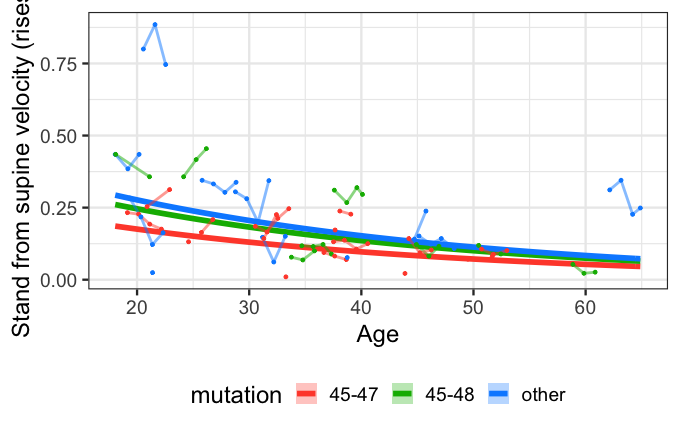 Stand from supine velocity (rises
0.75
0.50
0.25
0.00
20 30 40 50 60
Age
mutation 45-47 45-48 other